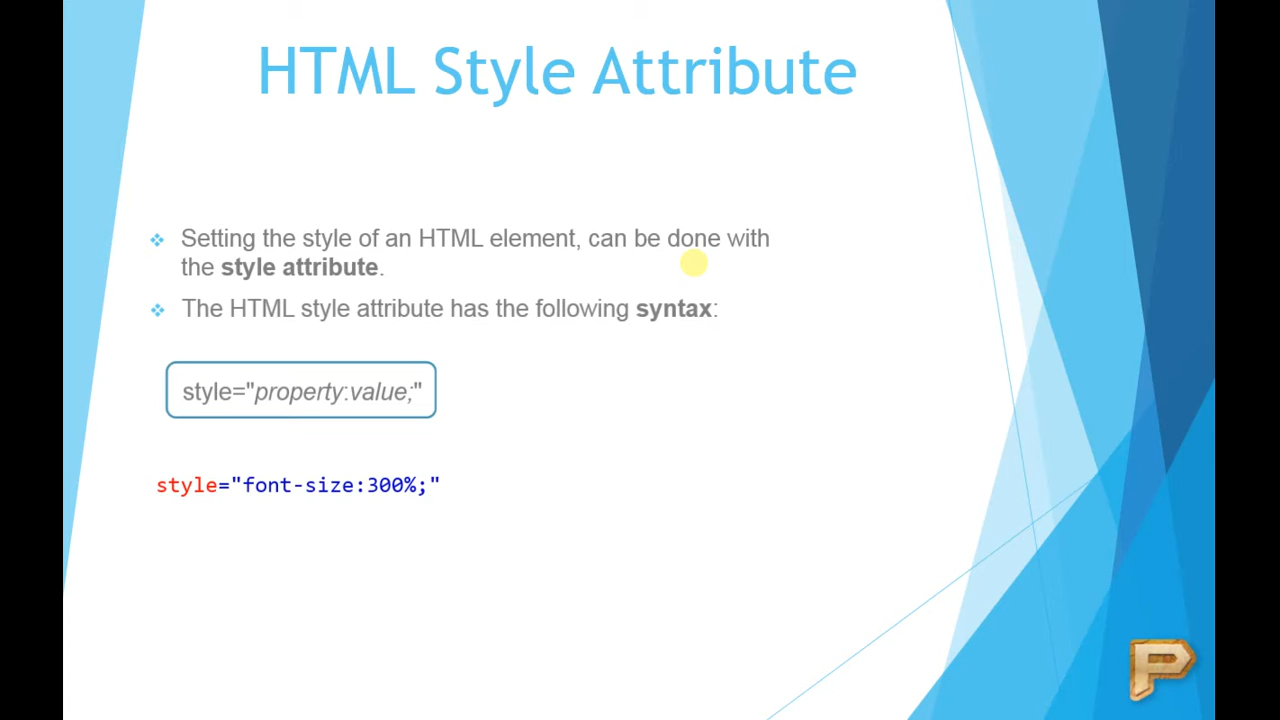 HTML Style Attribute
❖ Setting the style of an HTML element, can be done with
the style attribute.
❖ The HTML style attribute has the following syntax:
style="property:value;"
style="font-size:300%;"
P